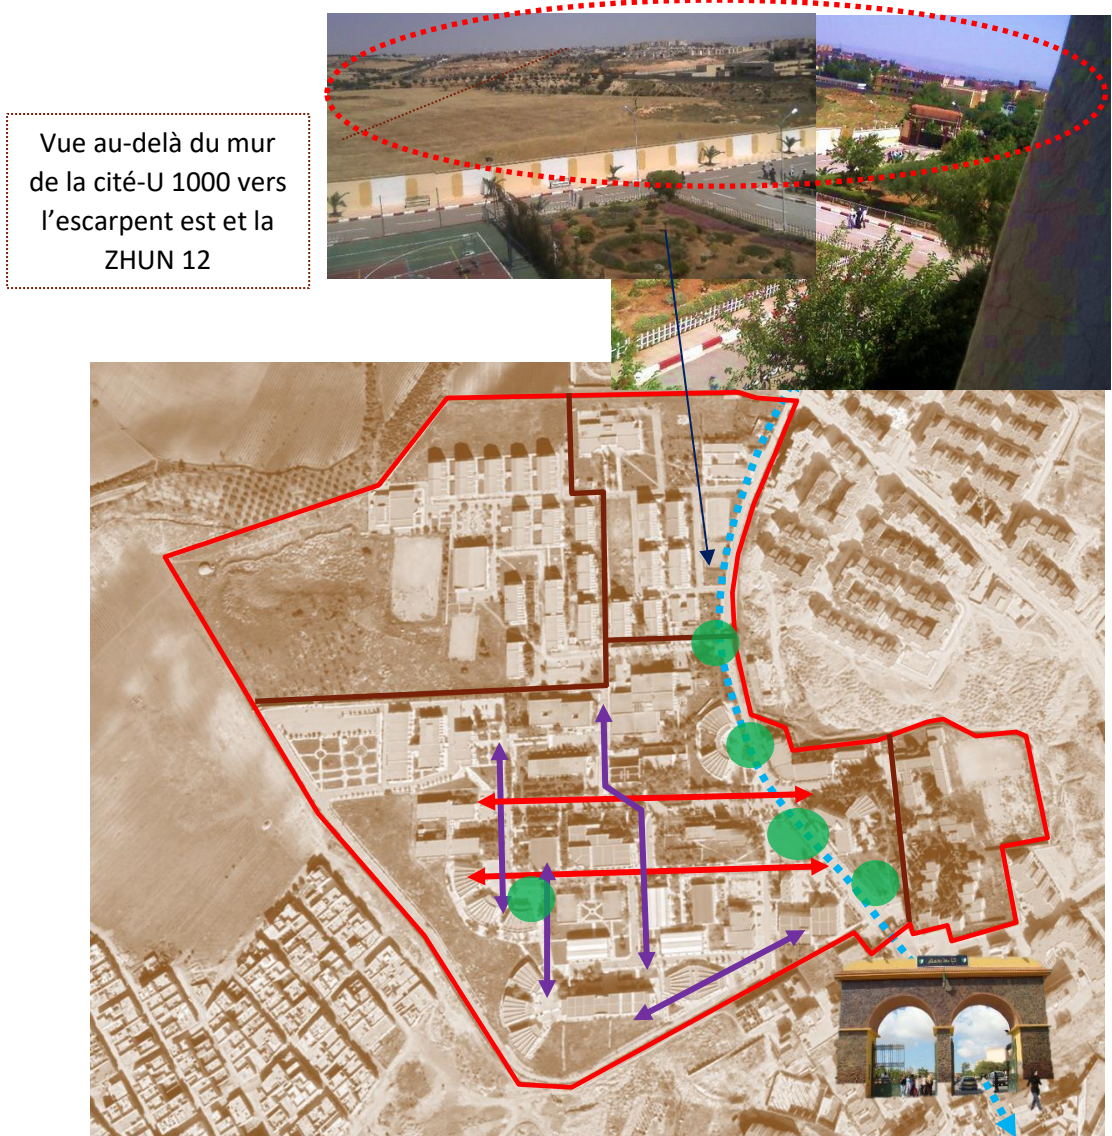 Vue au-delà du mur
de la cité-U 1000 vers
l’escarpent est et la
ZHUN 12